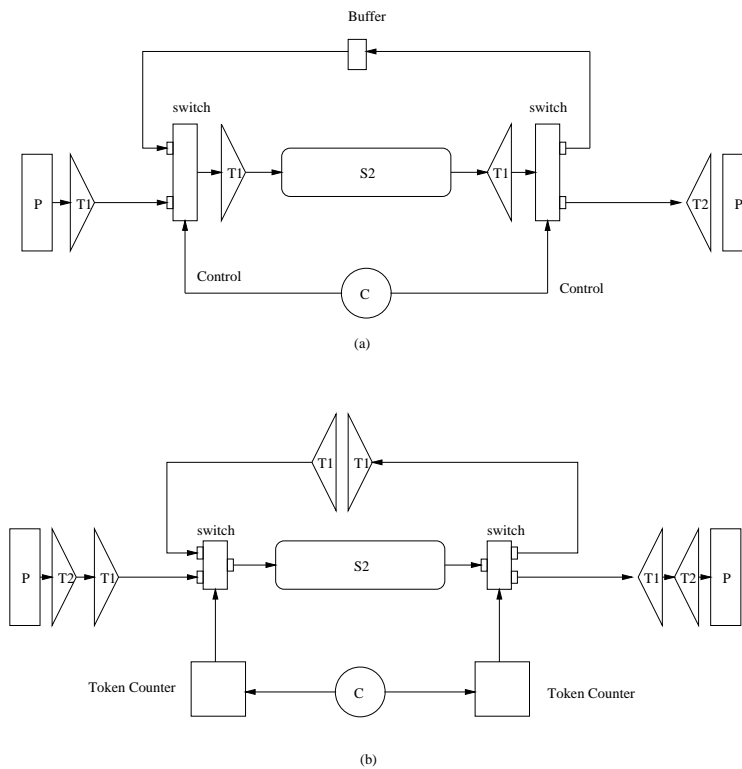 Buffer
switch
switch
P
T1
T1
S2
T1
T2
P
Control
C
Control
(a)
T1
T1
switch
switch
P
T2
T1
S2
T1
T2
P
Token Counter
C
Token Counter
(b)